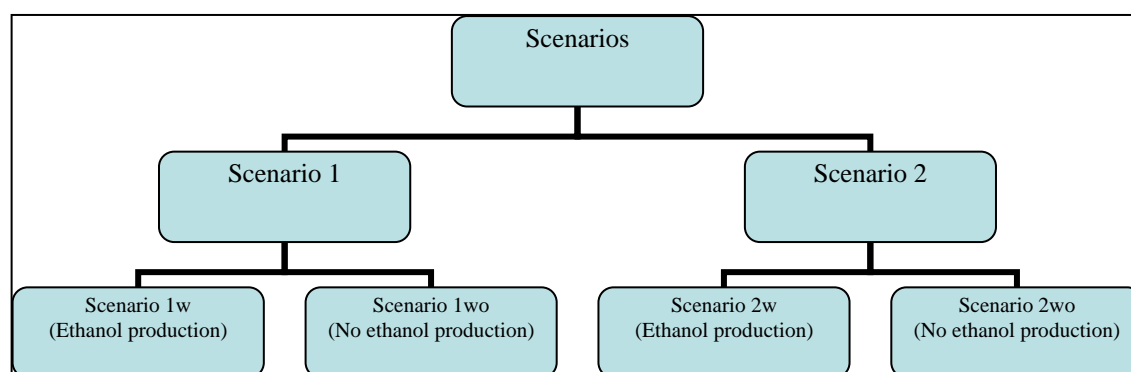 Scenarios
Scenario 1
Scenario 2
Scenario 1w
(Ethanol production)
Scenario 1wo
(No ethanol production)
Scenario 2w
(Ethanol production)
Scenario 2wo
(No ethanol production)